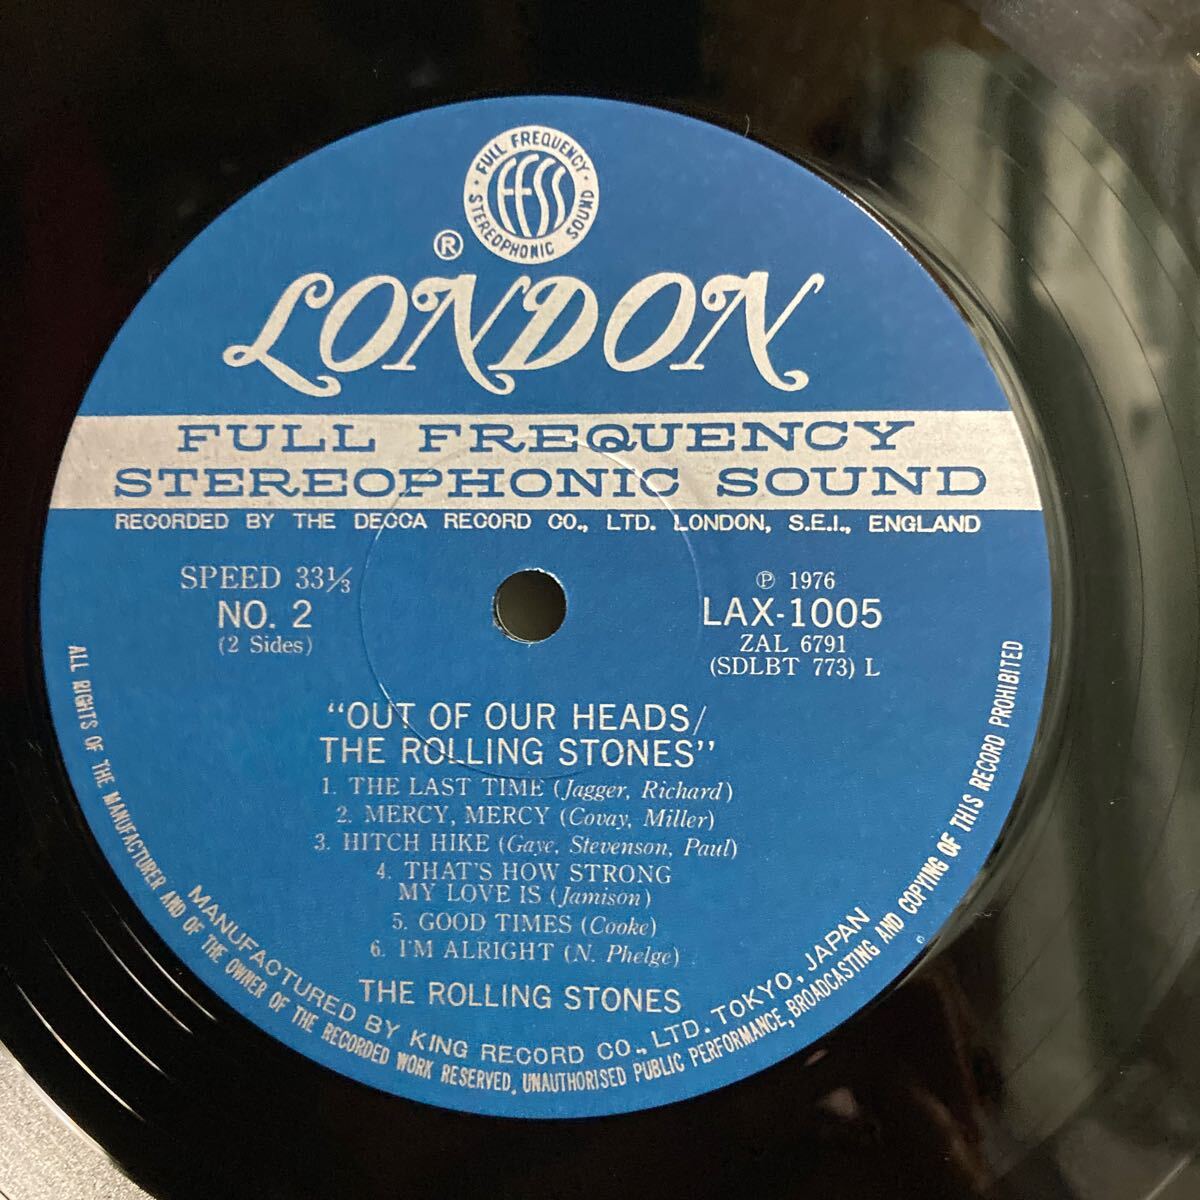 FULL FREQUENCY
STEREOPHONIC SOUND
FFSS
®
LONDON
FULL FREQUENCY
STEREOPHONIC SOUND
RECORDED BY THE DECCA RECORD CO., LTD. LONDON, S.E.I., ENGLAND
SPEED 33⅓
NO. 2
(2 Sides)
℗ 1976
LAX-1005
ZAL 6791
(SDLBT 773) L
“OUT OF OUR HEADS/
THE ROLLING STONES”
1. THE LAST TIME (Jagger, Richard)
2. MERCY, MERCY (Covay, Miller)
3. HITCH HIKE (Gaye, Stevenson, Paul)
4. THAT'S HOW STRONG
MY LOVE IS (Jamison)
5. GOOD TIMES (Cooke)
6. I'M ALRIGHT (N. Phelge)
THE ROLLING STONES
MANUFACTURED BY KING RECORD CO., LTD. TOKYO, JAPAN
ALL RIGHTS OF THE MANUFACTURER AND OF THE OWNER OF THE RECORDED WORK RESERVED, UNAUTHORISED PUBLIC PERFORMANCE, BROADCASTING AND COPYING OF THIS RECORD PROHIBITED